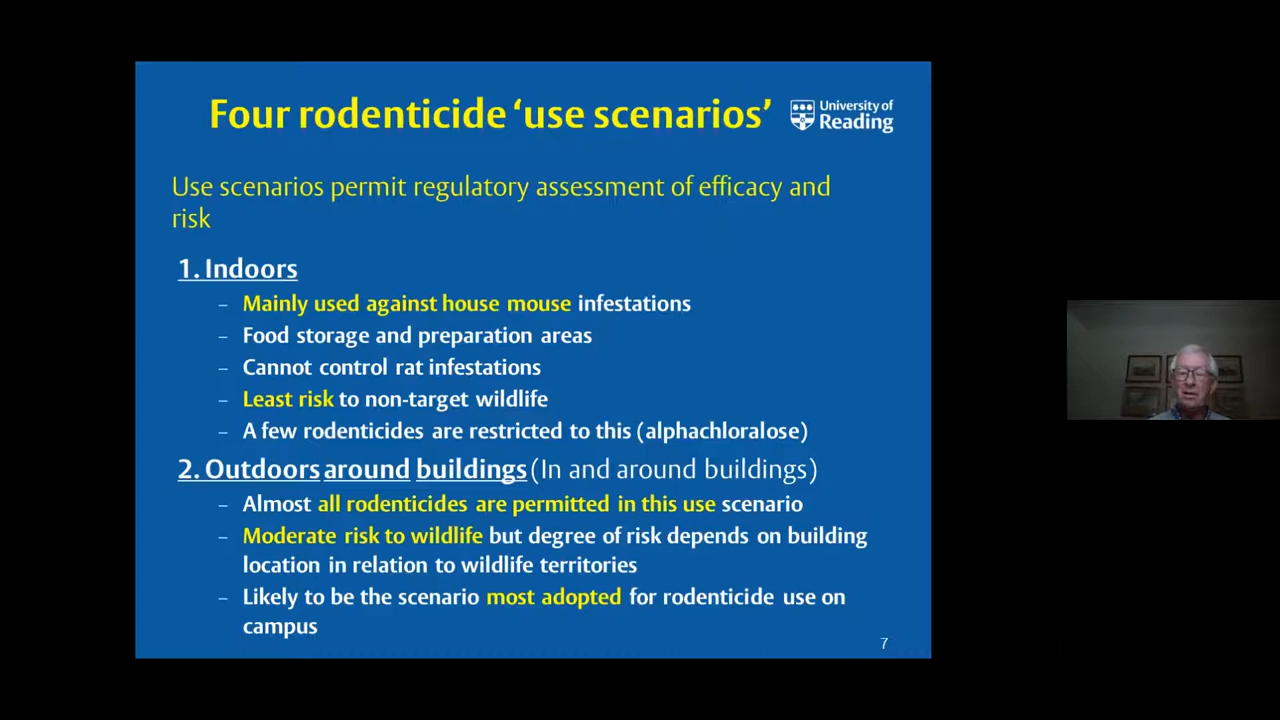 Four rodenticide ‘use scenarios’
University of
Reading
Use scenarios permit regulatory assessment of efficacy and
risk
1. Indoors
– Mainly used against house mouse infestations
– Food storage and preparation areas
– Cannot control rat infestations
– Least risk to non-target wildlife
– A few rodenticides are restricted to this (alphachloralose)
2. Outdoors around buildings (In and around buildings)
– Almost all rodenticides are permitted in this use scenario
– Moderate risk to wildlife but degree of risk depends on building
location in relation to wildlife territories
– Likely to be the scenario most adopted for rodenticide use on
campus
7